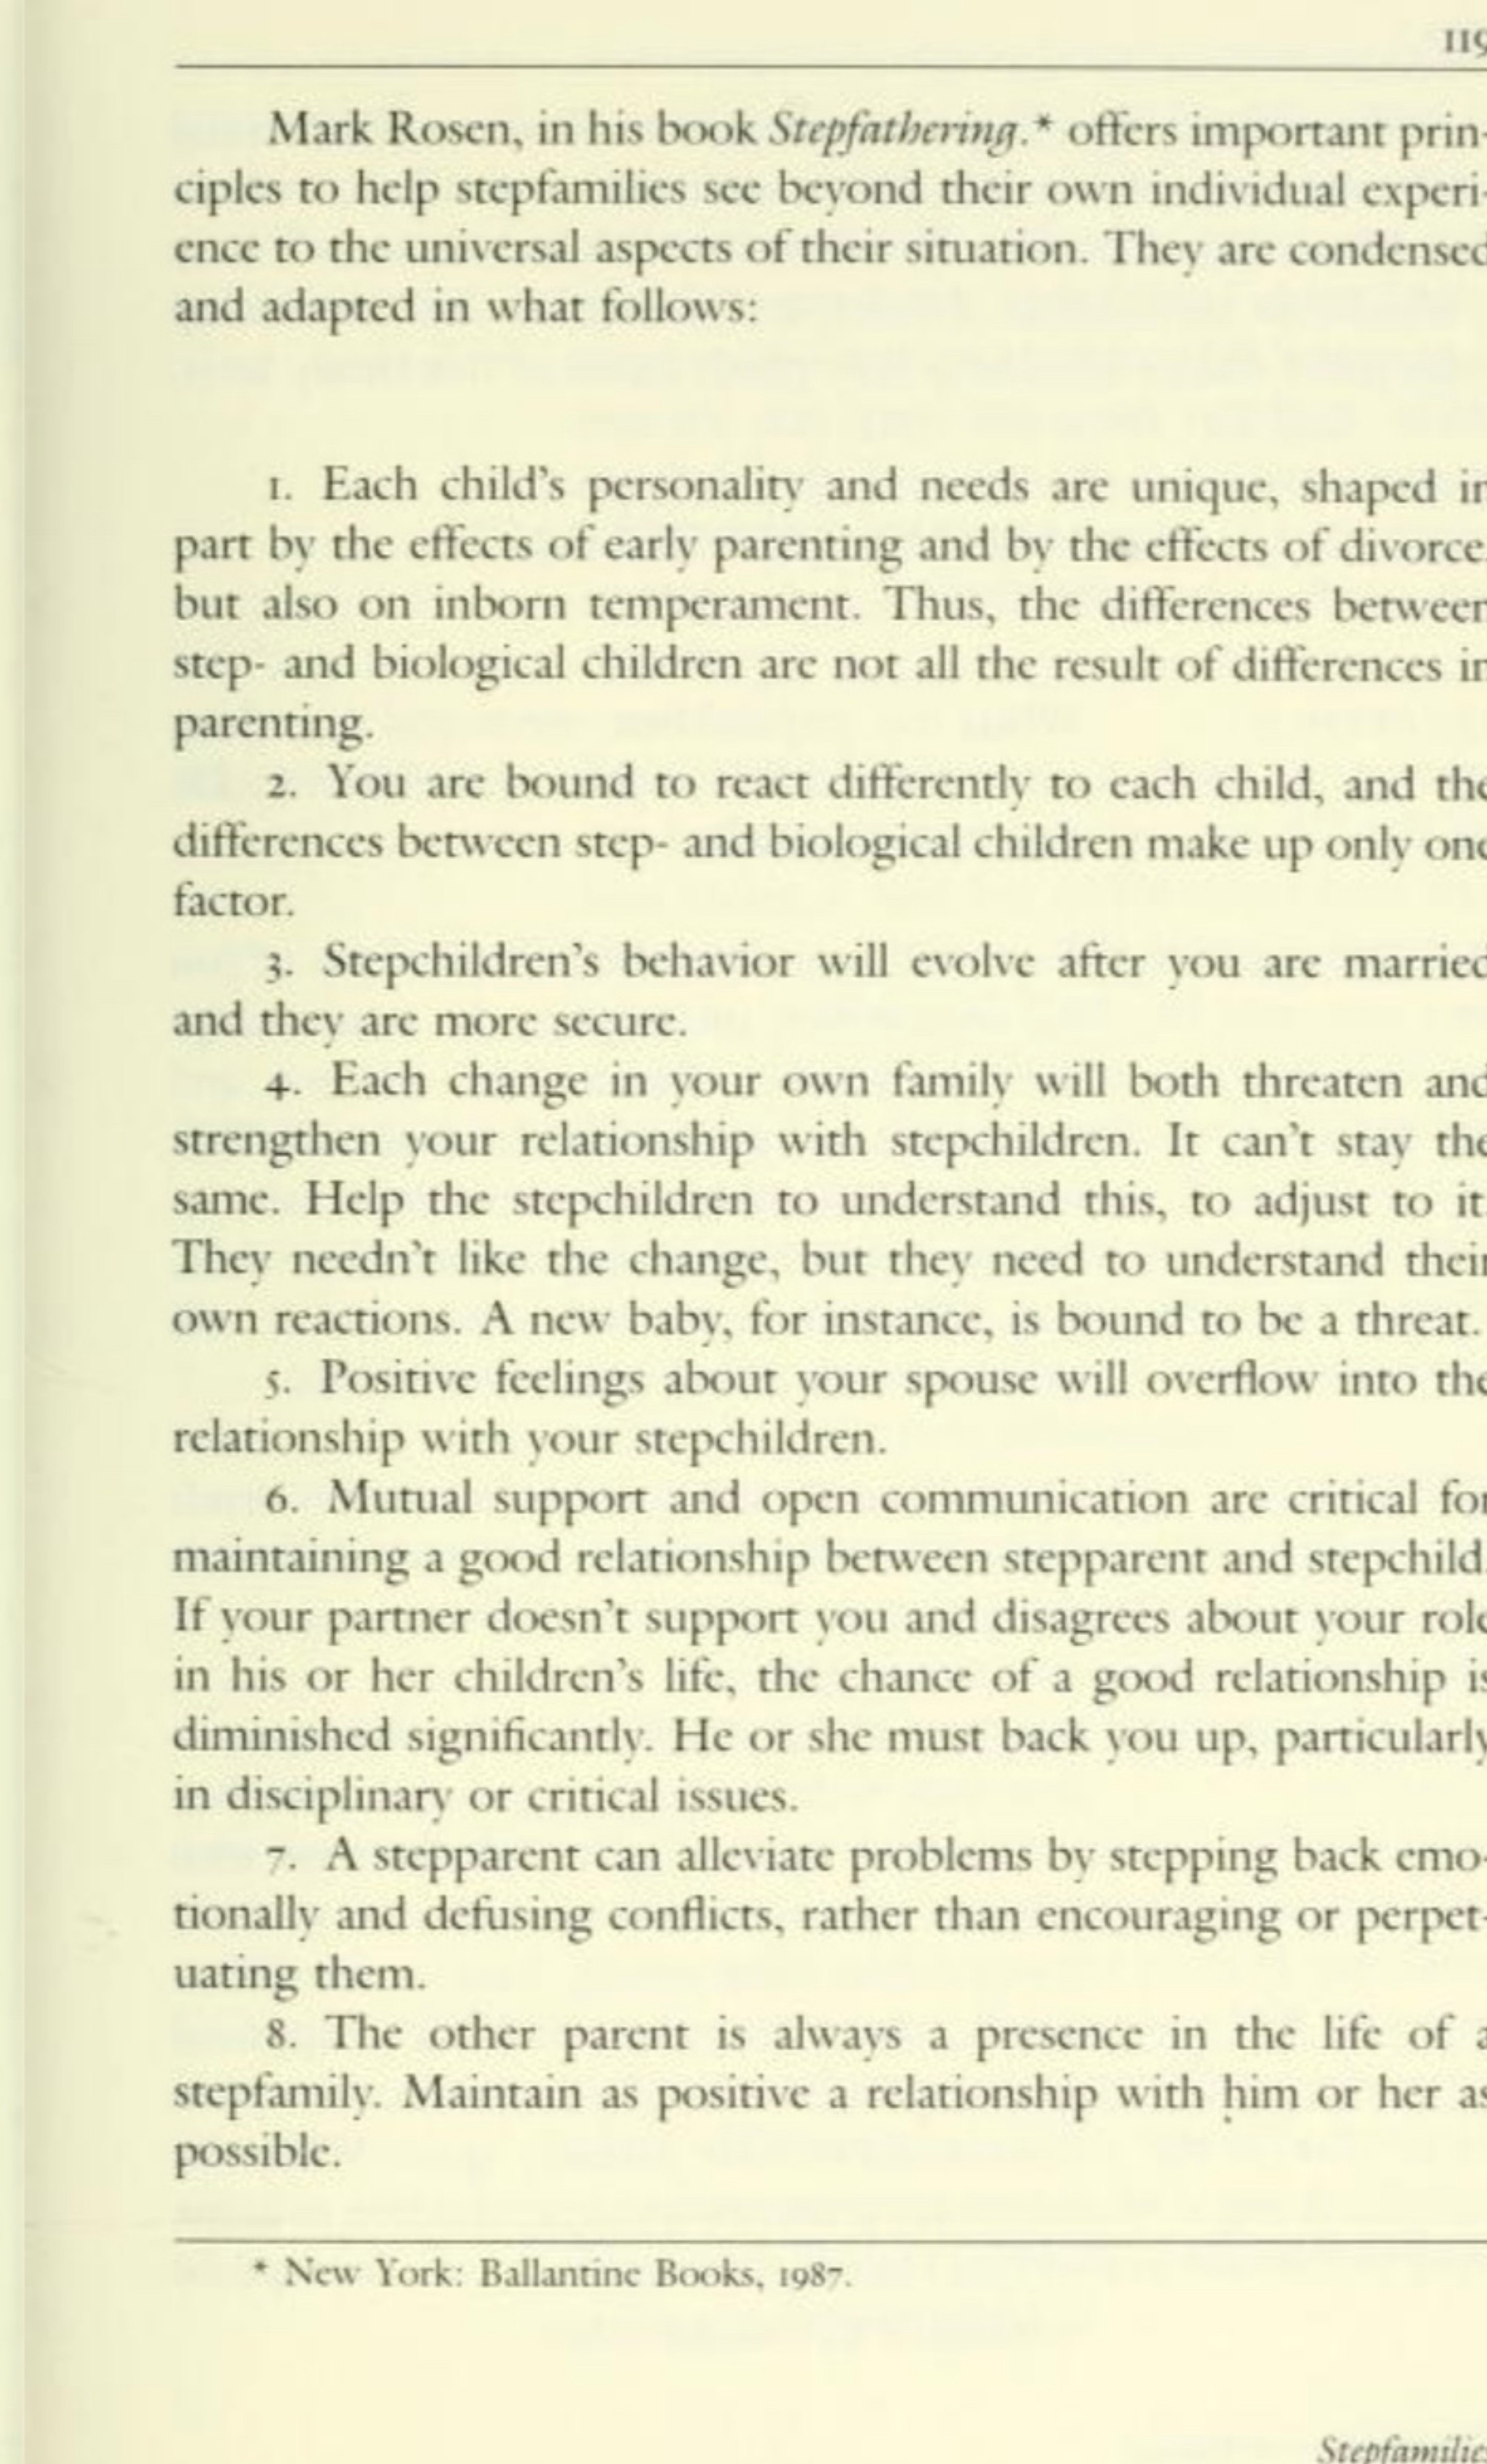 119
Mark Rosen, in his book Stepfathering.* offers important prin-
ciples to help stepfamilies see beyond their own individual experi-
ence to the universal aspects of their situation. They are condensed
and adapted in what follows:
1. Each child's personality and needs are unique, shaped in
part by the effects of early parenting and by the effects of divorce,
but also on inborn temperament. Thus, the differences between
step- and biological children are not all the result of differences in
parenting.
2. You are bound to react differently to each child, and the
differences between step- and biological children make up only one
factor.
3. Stepchildren's behavior will evolve after you are married
and they are more secure.
4. Each change in your own family will both threaten and
strengthen your relationship with stepchildren. It can't stay the
same. Help the stepchildren to understand this, to adjust to it.
They needn't like the change, but they need to understand their
own reactions. A new baby, for instance, is bound to be a threat.
5. Positive feelings about your spouse will overflow into the
relationship with your stepchildren.
6. Mutual support and open communication are critical for
maintaining a good relationship between stepparent and stepchild.
If your partner doesn't support you and disagrees about your role
in his or her children's life, the chance of a good relationship is
diminished significantly. He or she must back you up, particularly
in disciplinary or critical issues.
7. A stepparent can alleviate problems by stepping back emo-
tionally and defusing conflicts, rather than encouraging or perpet-
uating them.
8. The other parent is always a presence in the life of a
stepfamily. Maintain as positive a relationship with him or her as
possible.
* New York: Ballantine Books, 1987.
Stepfamilies